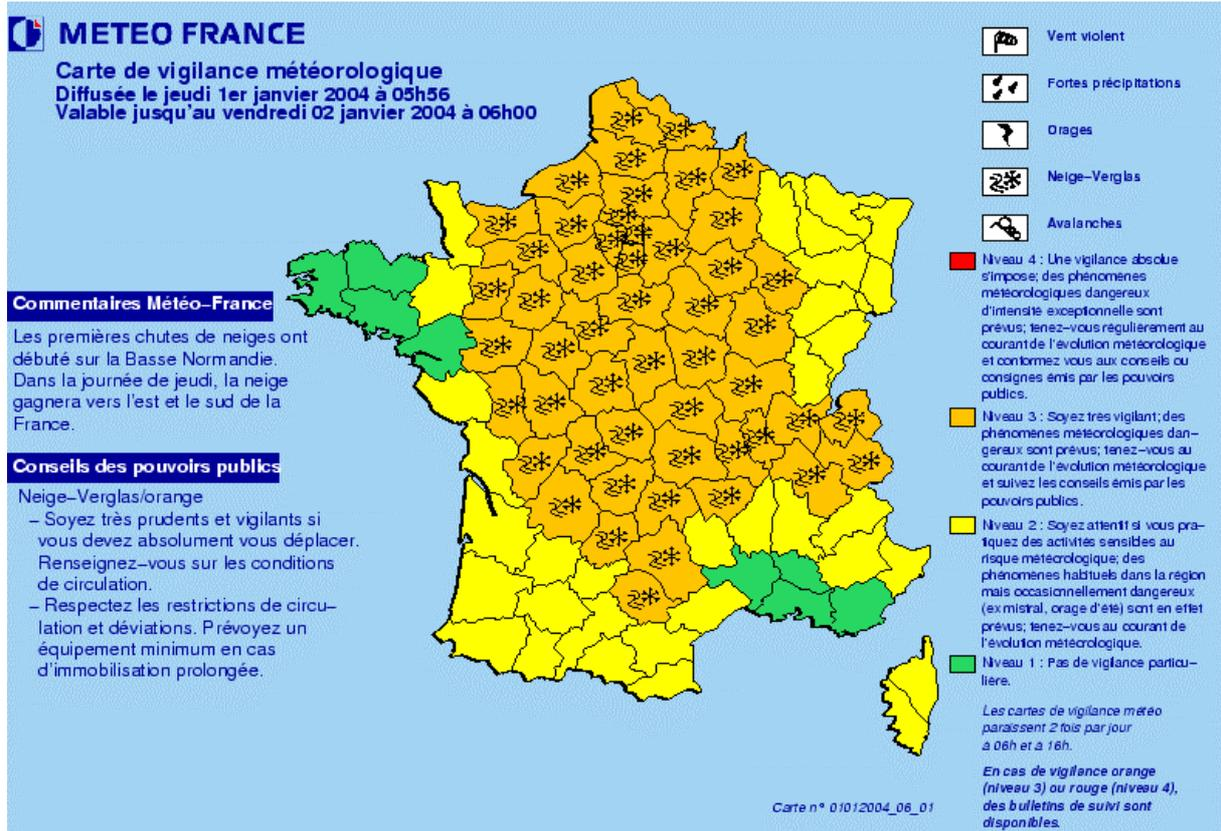 METEO FRANCE
Carte de vigilance météorologique
Diffusée le jeudi 1er janvier 2004 à 05h56
Valable jusqu'au vendredi 02 janvier 2004 à 06h00
Commentaires Météo–France
Les premières chutes de neiges ont
débuté sur la Basse Normandie.
Dans la journée de jeudi, la neige
gagnera vers l'est et le sud de la
France.
Conseils des pouvoirs publics
Neige–Verglas/orange
– Soyez très prudents et vigilants si
vous devez absolument vous déplacer.
Renseignez–vous sur les conditions
de circulation.
– Respectez les restrictions de circu–
lation et déviations. Prévoyez un
équipement minimum en cas
d'immobilisation prolongée.
Vent violent
Fortes précipitations
Orages
Neige–Verglas
Avalanches
Niveau 4 : Une vigilance absolue
s'impose; des phénomènes
météorologiques dangereux
d'intensité exceptionnelle sont
prévus; tenez–vous régulièrement au
courant de l'évolution météorologique
et conformez vous aux conseils ou
consignes émis par les pouvoirs
publics.
Niveau 3 : Soyez très vigilant; des
phénomènes météorologiques dan–
gereux sont prévus; tenez–vous au
courant de l'évolution météorologique
et suivez les conseils émis par les
pouvoirs publics.
Niveau 2 : Soyez attentif si vous pra–
tiquez des activités sensibles au
risque météorologique; des
phénomènes habituels dans la région
mais occasionnellement dangereux
(ex mistral, orage d'été) sont en effet
prévus; tenez–vous au courant de
l'évolution météorologique.
Niveau 1 : Pas de vigilance particu–
lière.
Les cartes de vigilance météo
paraissent 2 fois par jour
à 06h et à 16h.
En cas de vigilance orange
(niveau 3) ou rouge (niveau 4),
des bulletins de suivi sont
disponibles.
Carte n° 01012004_06_01